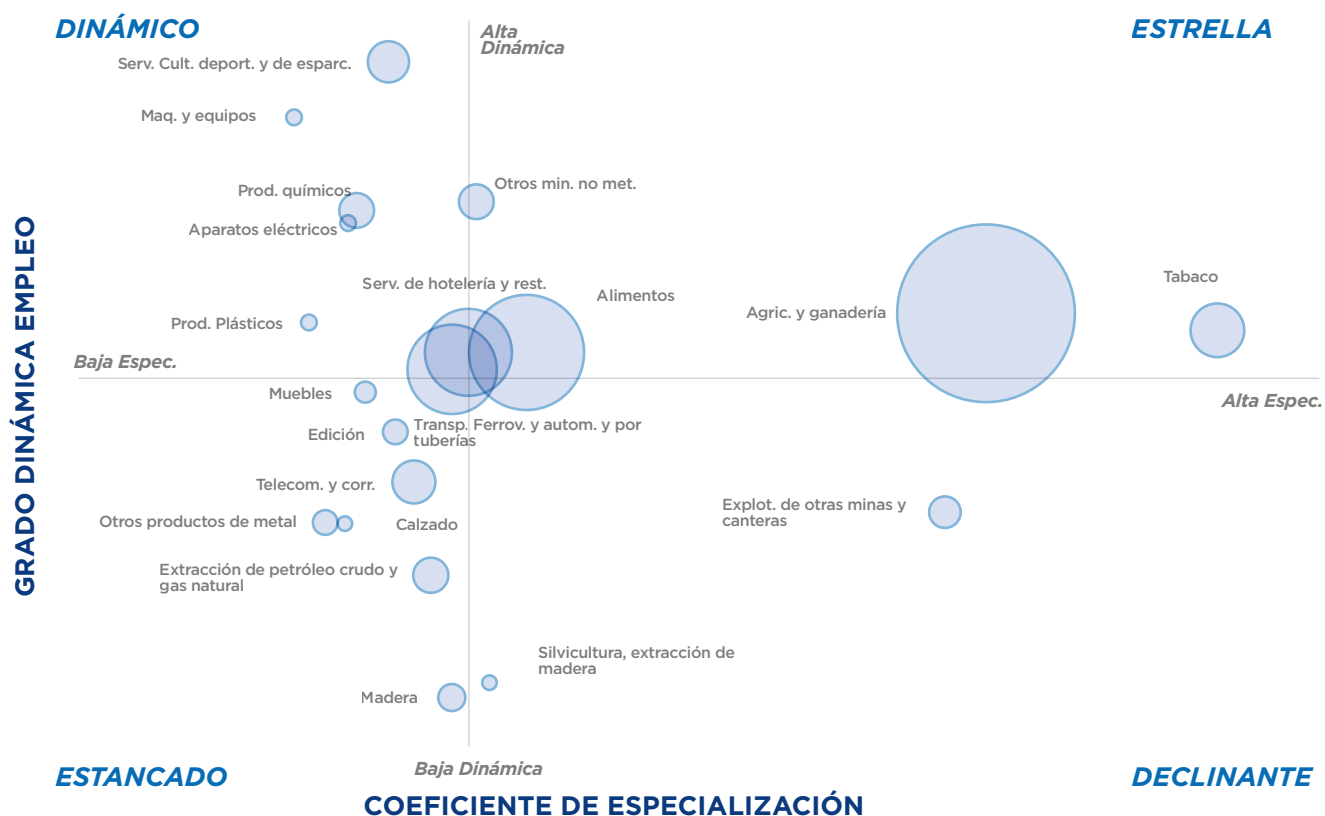 DINÁMICO
Alta
Dinámica
ESTRELLA
Serv. Cult. deport. y de esparc.
Maq. y equipos
Prod. químicos
Otros min. no met.
Aparatos eléctricos
Serv. de hotelería y rest.
Alimentos
Tabaco
Agric. y ganadería
Prod. Plásticos
Baja Espec.
Alta Espec.
GRADO DINÁMICA EMPLEO
Muebles
Edición
Transp. Ferrov. y autom. y por
tuberías
Telecom. y corr.
Otros productos de metal
Calzado
Explot. de otras minas y
canteras
Extracción de petróleo crudo y
gas natural
Silvicultura, extracción de
madera
Madera
ESTANCADO
Baja Dinámica
DECLINANTE
COEFICIENTE DE ESPECIALIZACIÓN